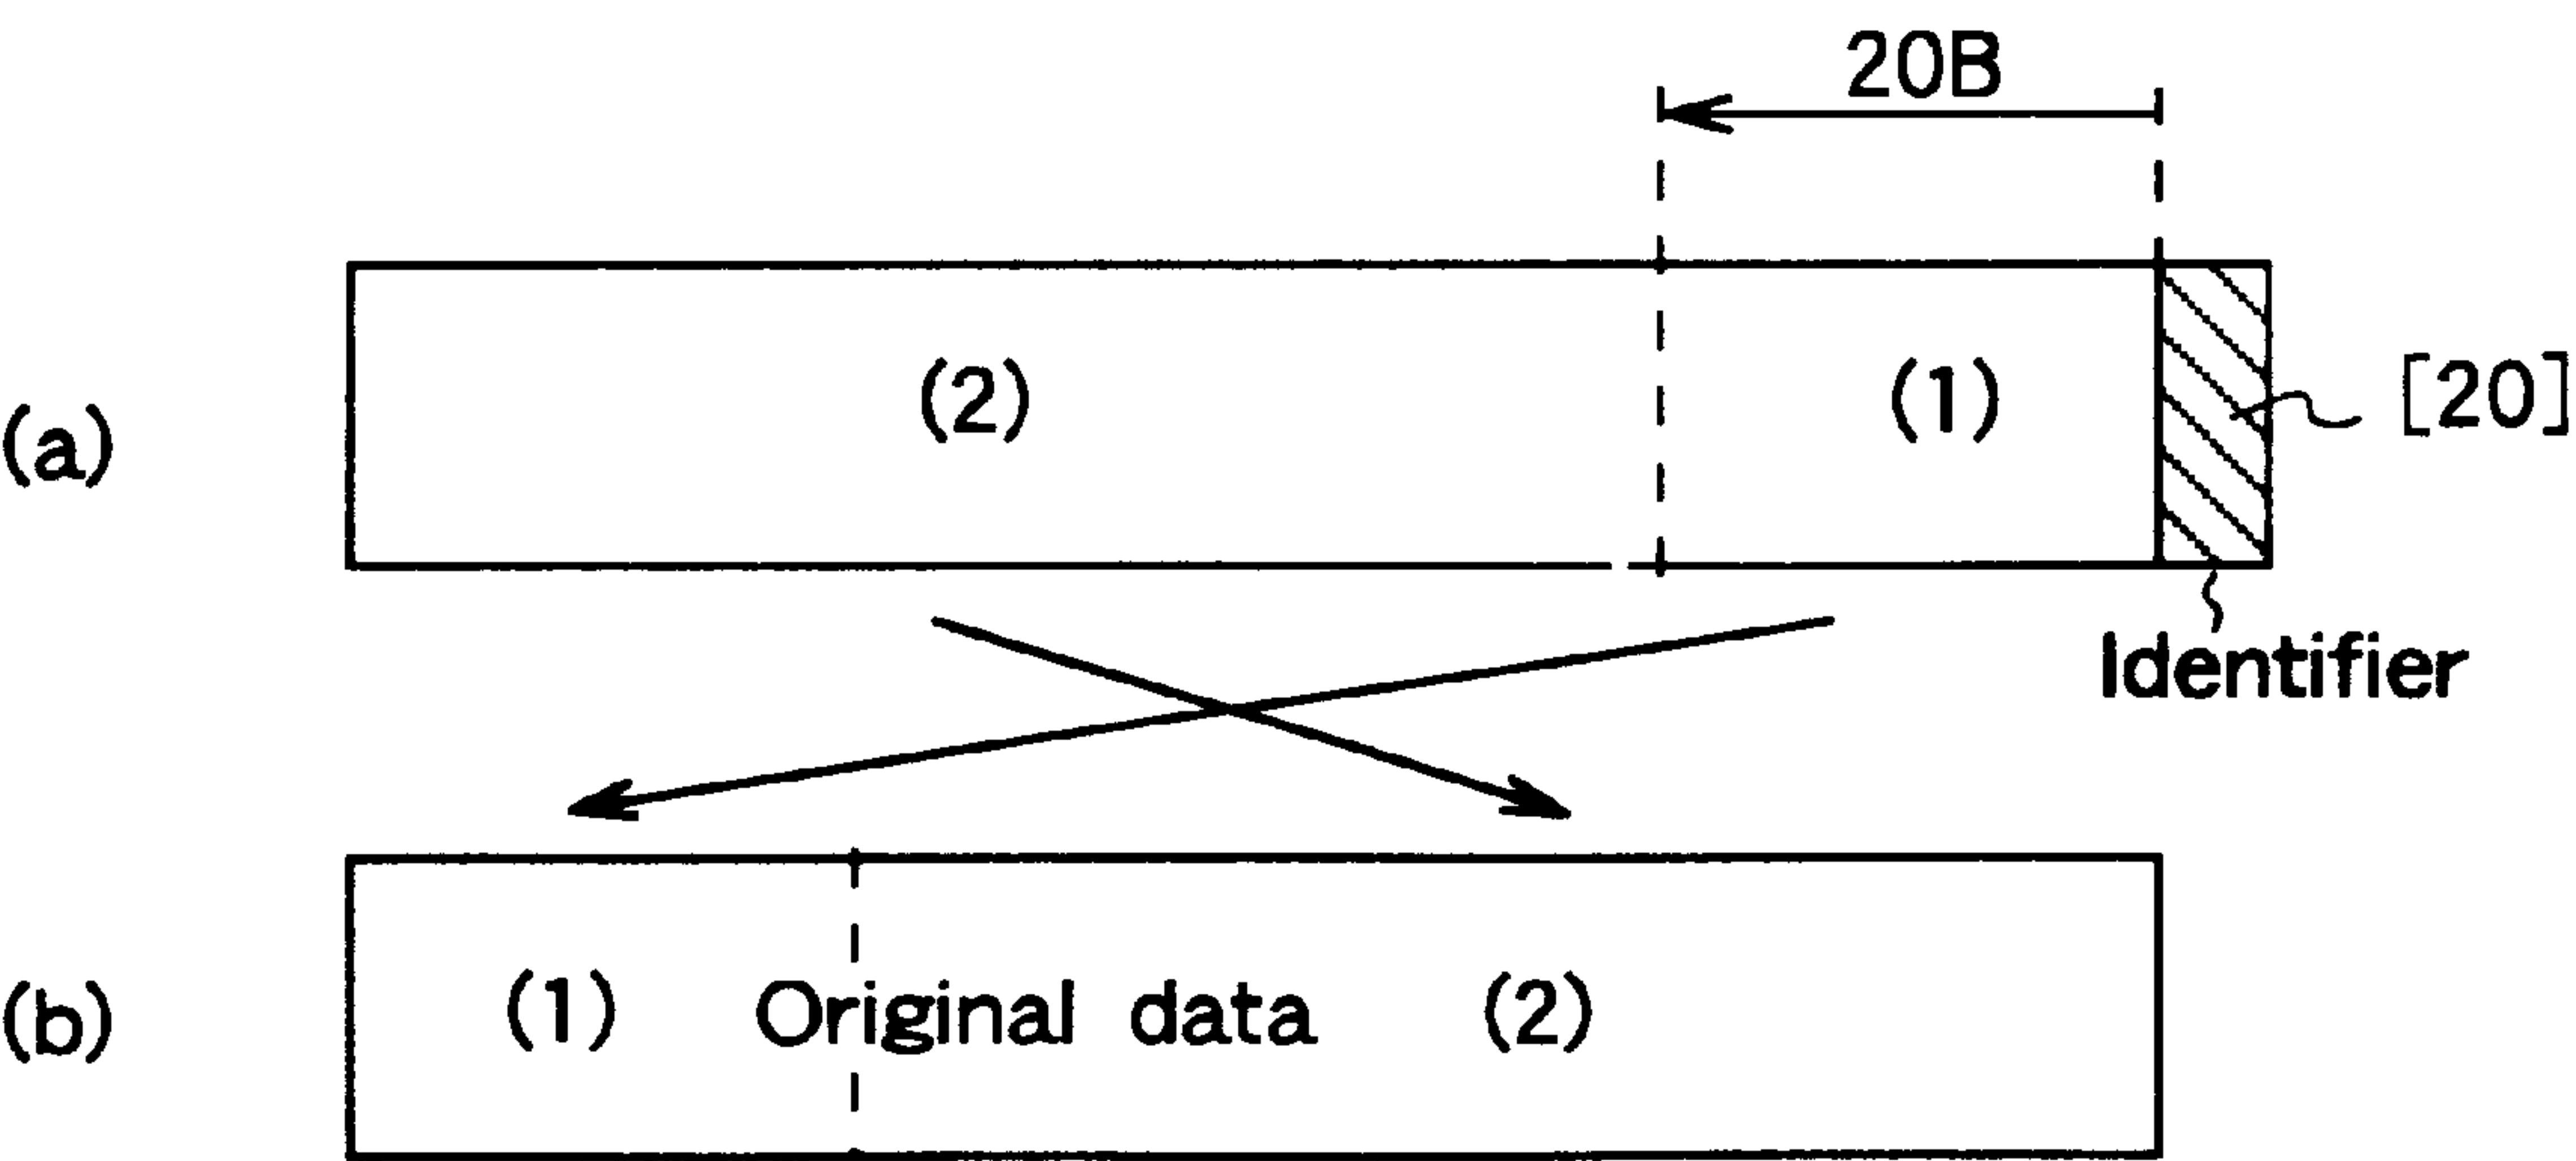 20B
(2) (1)
(a) [20]
Identifier
(b) (1) Original data (2)